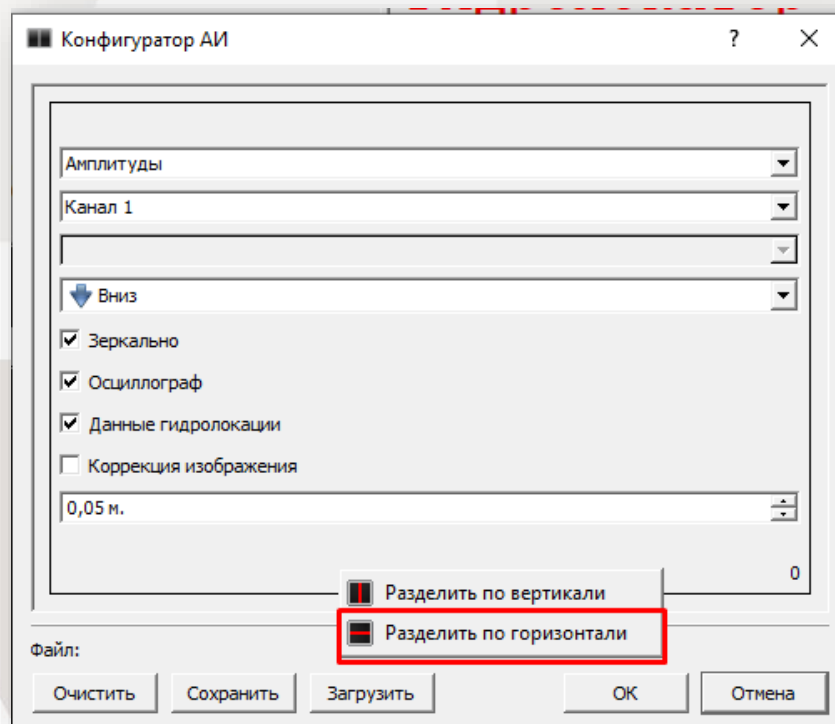 Конфигуратор АИ
?
Амплитуды
Канал 1
Вниз
Зеркально
Осциллограф
Данные гидролокации
Коррекция изображения
0,05 м.
0
Разделить по вертикали
Разделить по горизонтали
Файл:
Очистить Сохранить Загрузить ОК Отмена